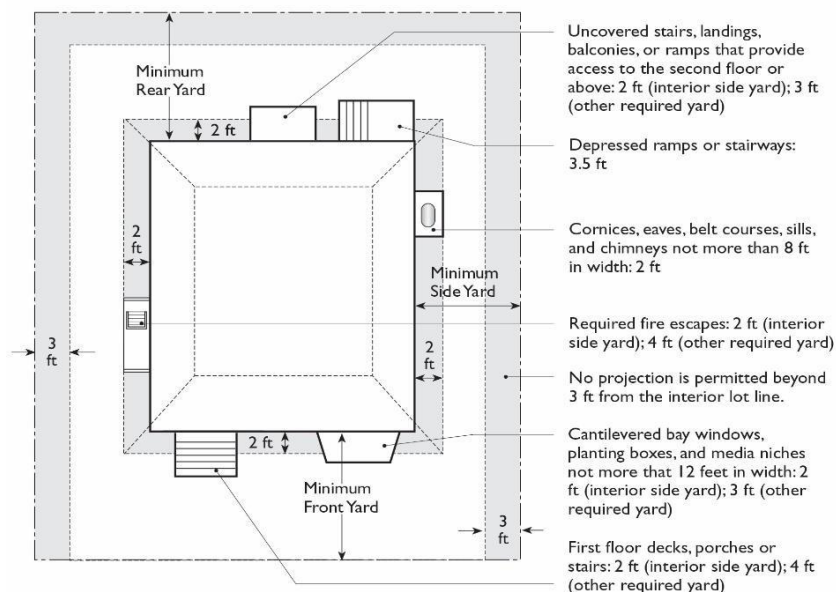 Minimum
Rear Yard
2 ft
2
ft
3
ft
2 ft
Minimum
Side Yard
2
ft
Minimum
Front Yard
3
ft
Uncovered stairs, landings,
balconies, or ramps that provide
access to the second floor or
above: 2 ft (interior side yard); 3 ft
(other required yard)
Depressed ramps or stairways:
3.5 ft
Cornices, eaves, belt courses, sills,
and chimneys not more than 8 ft
in width: 2 ft
Required fire escapes: 2 ft (interior
side yard); 4 ft (other required yard)
No projection is permitted beyond
3 ft from the interior lot line.
Cantilevered bay windows,
planting boxes, and media niches
not more that 12 feet in width: 2
ft (interior side yard); 3 ft (other
required yard)
First floor decks, porches or
stairs: 2 ft (interior side yard); 4 ft
(other required yard)